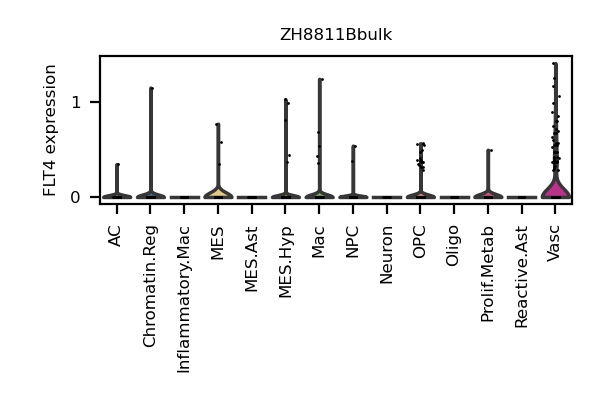 ZH8811Bbulk
FLT4 expression
1
0
AC
Chromatin.Reg
Inflammatory.Mac
MES
MES.Ast
MES.Hyp
Mac
NPC
Neuron
OPC
Oligo
Prolif.Metab
Reactive.Ast
Vasc